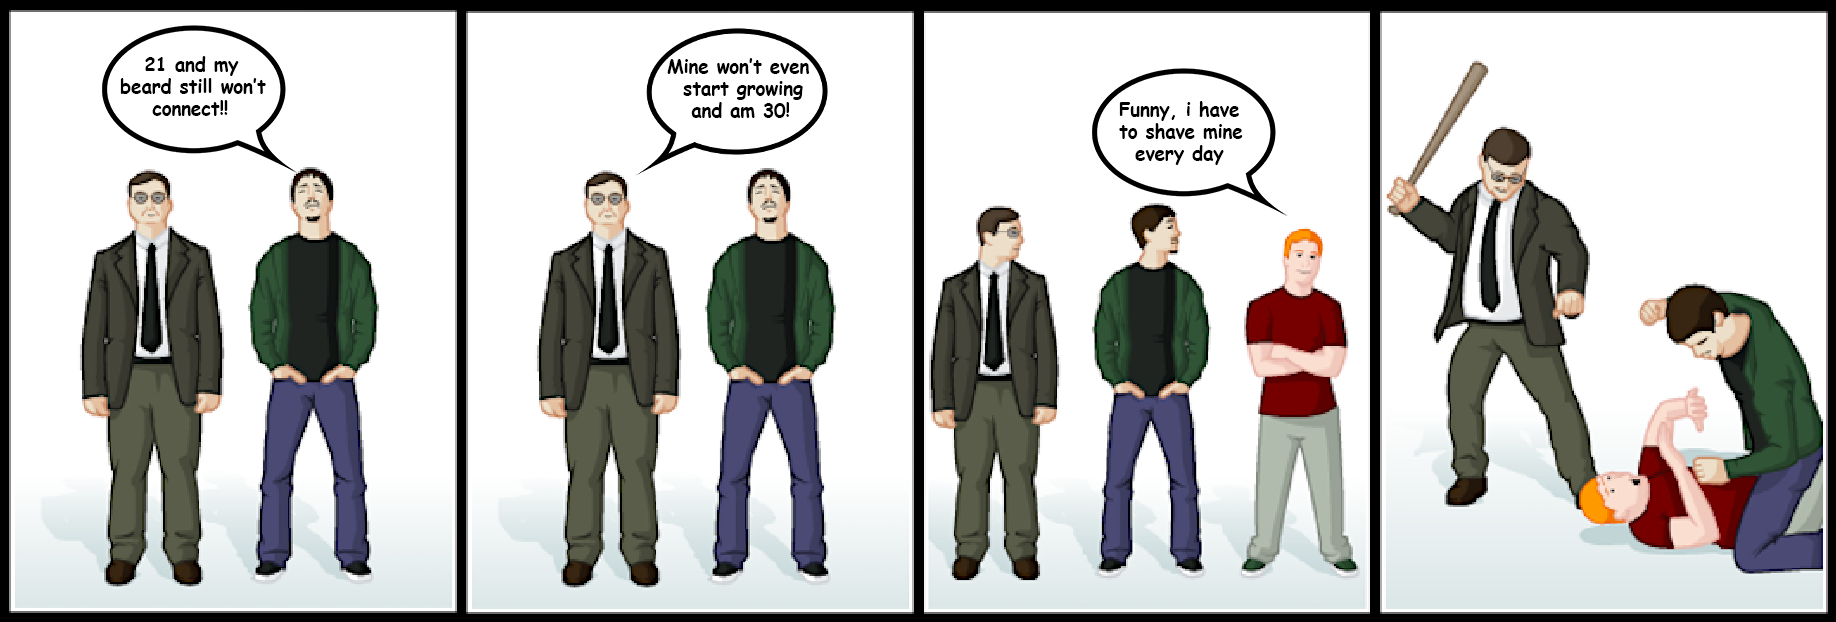 21 and my
beard still won't
connect!!
Mine won't even
start growing
and am 30!
Funny, i have
to shave mine
every day